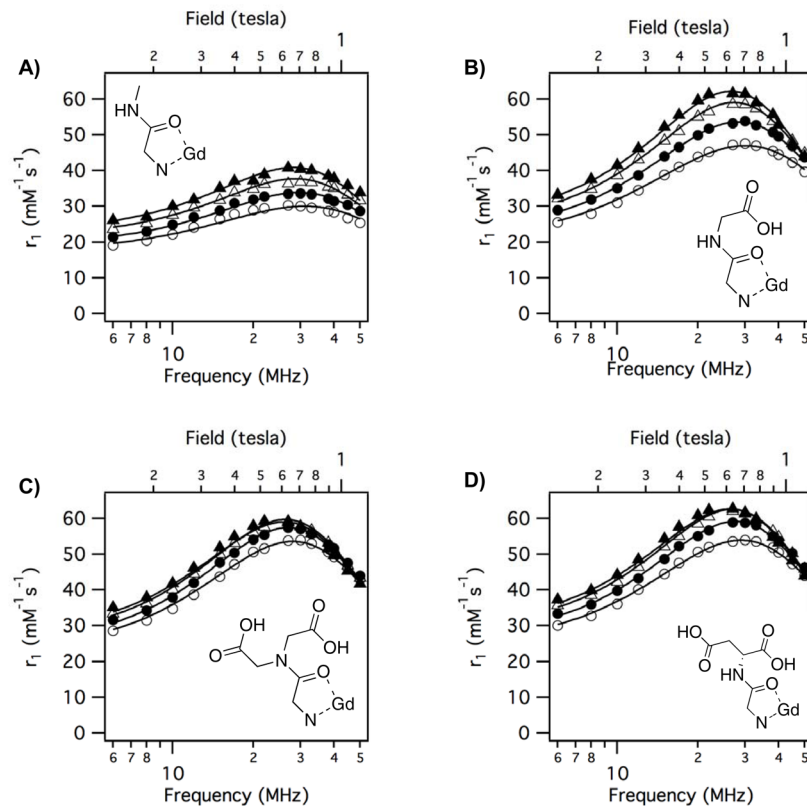 Field (tesla)
2 3 4 5 6 7 8 1
A)
60
50
40
30
20
10
0
r1 (mM⁻¹ s⁻¹)
HN
O
Gd
N
6 7 8 10 2 3 4 5
Frequency (MHz)
Field (tesla)
2 3 4 5 6 7 8 1
B)
60
50
40
30
20
10
0
r1 (mM⁻¹ s⁻¹)
O
OH
HN
O
Gd
N
6 7 8 10 2 3 4 5
Frequency (MHz)
Field (tesla)
2 3 4 5 6 7 8 1
C)
60
50
40
30
20
10
0
r1 (mM⁻¹ s⁻¹)
OH
O
O
OH
N
O
Gd
N
6 7 8 10 2 3 4 5
Frequency (MHz)
Field (tesla)
2 3 4 5 6 7 8 1
D)
60
50
40
30
20
10
0
r1 (mM⁻¹ s⁻¹)
HO
O
O
OH
HN
O
Gd
N
6 7 8 10 2 3 4 5
Frequency (MHz)